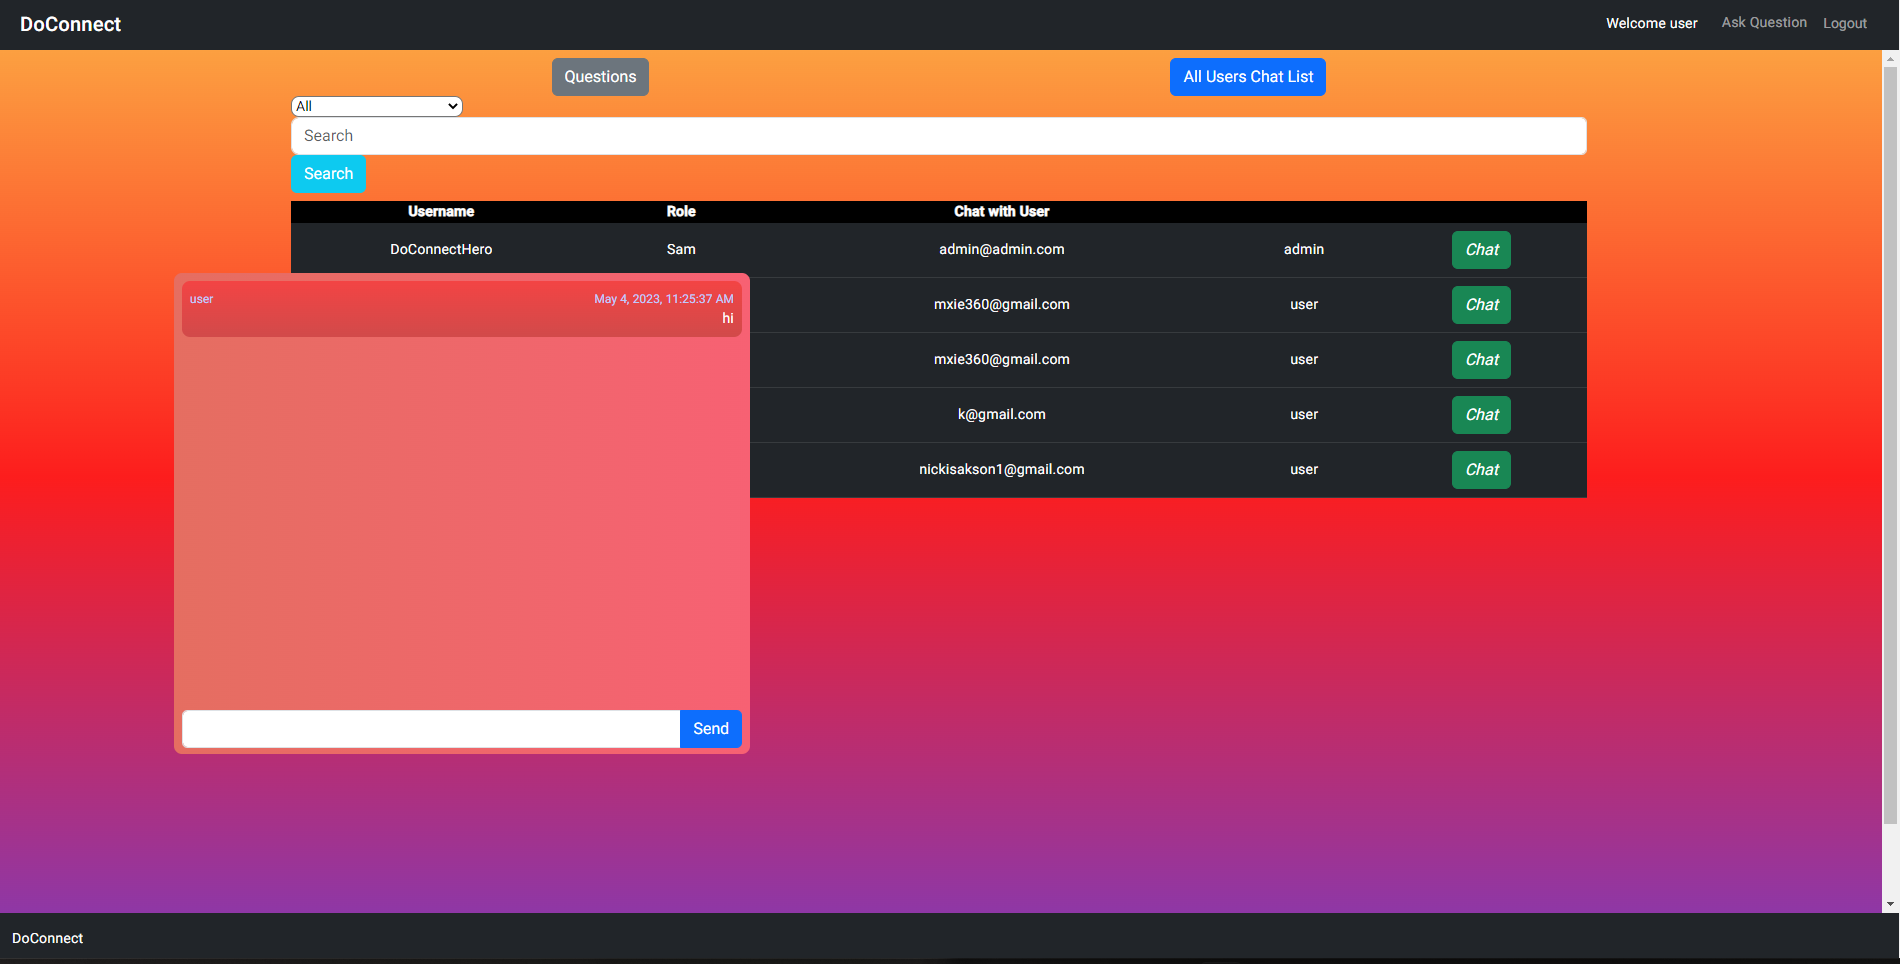 DoConnect
Welcome user Ask Question Logout
Questions All Users Chat List
All
Search
Search
Username Role Chat with User
DoConnectHero Sam admin@admin.com admin Chat
user May 4, 2023, 11:25:37 AM
hi
mxie360@gmail.com user Chat
mxie360@gmail.com user Chat
k@gmail.com user Chat
nickisakson1@gmail.com user Chat
Send
DoConnect